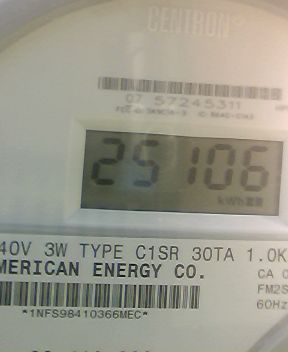 CENTRON
07 57245311
25106
kWh
40V 3W TYPE C1SR 30TA 1.0K
MERICAN ENERGY CO.
CA
FM2S
60Hz
*1NFS98410366MEC*